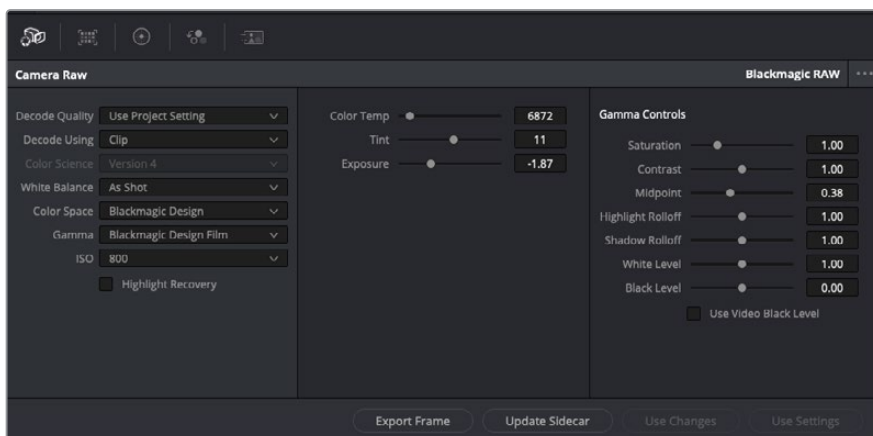 Camera Raw
Blackmagic RAW
Decode Quality Use Project Setting
Decode Using Clip
Color Science Version 4
White Balance As Shot
Color Space Blackmagic Design
Gamma Blackmagic Design Film
ISO 800
Highlight Recovery
Color Temp 6872
Tint 11
Exposure -1.87
Gamma Controls
Saturation 1.00
Contrast 1.00
Midpoint 0.38
Highlight Rolloff 1.00
Shadow Rolloff 1.00
White Level 1.00
Black Level 0.00
Use Video Black Level
Export Frame
Update Sidecar
Use Changes
Use Settings